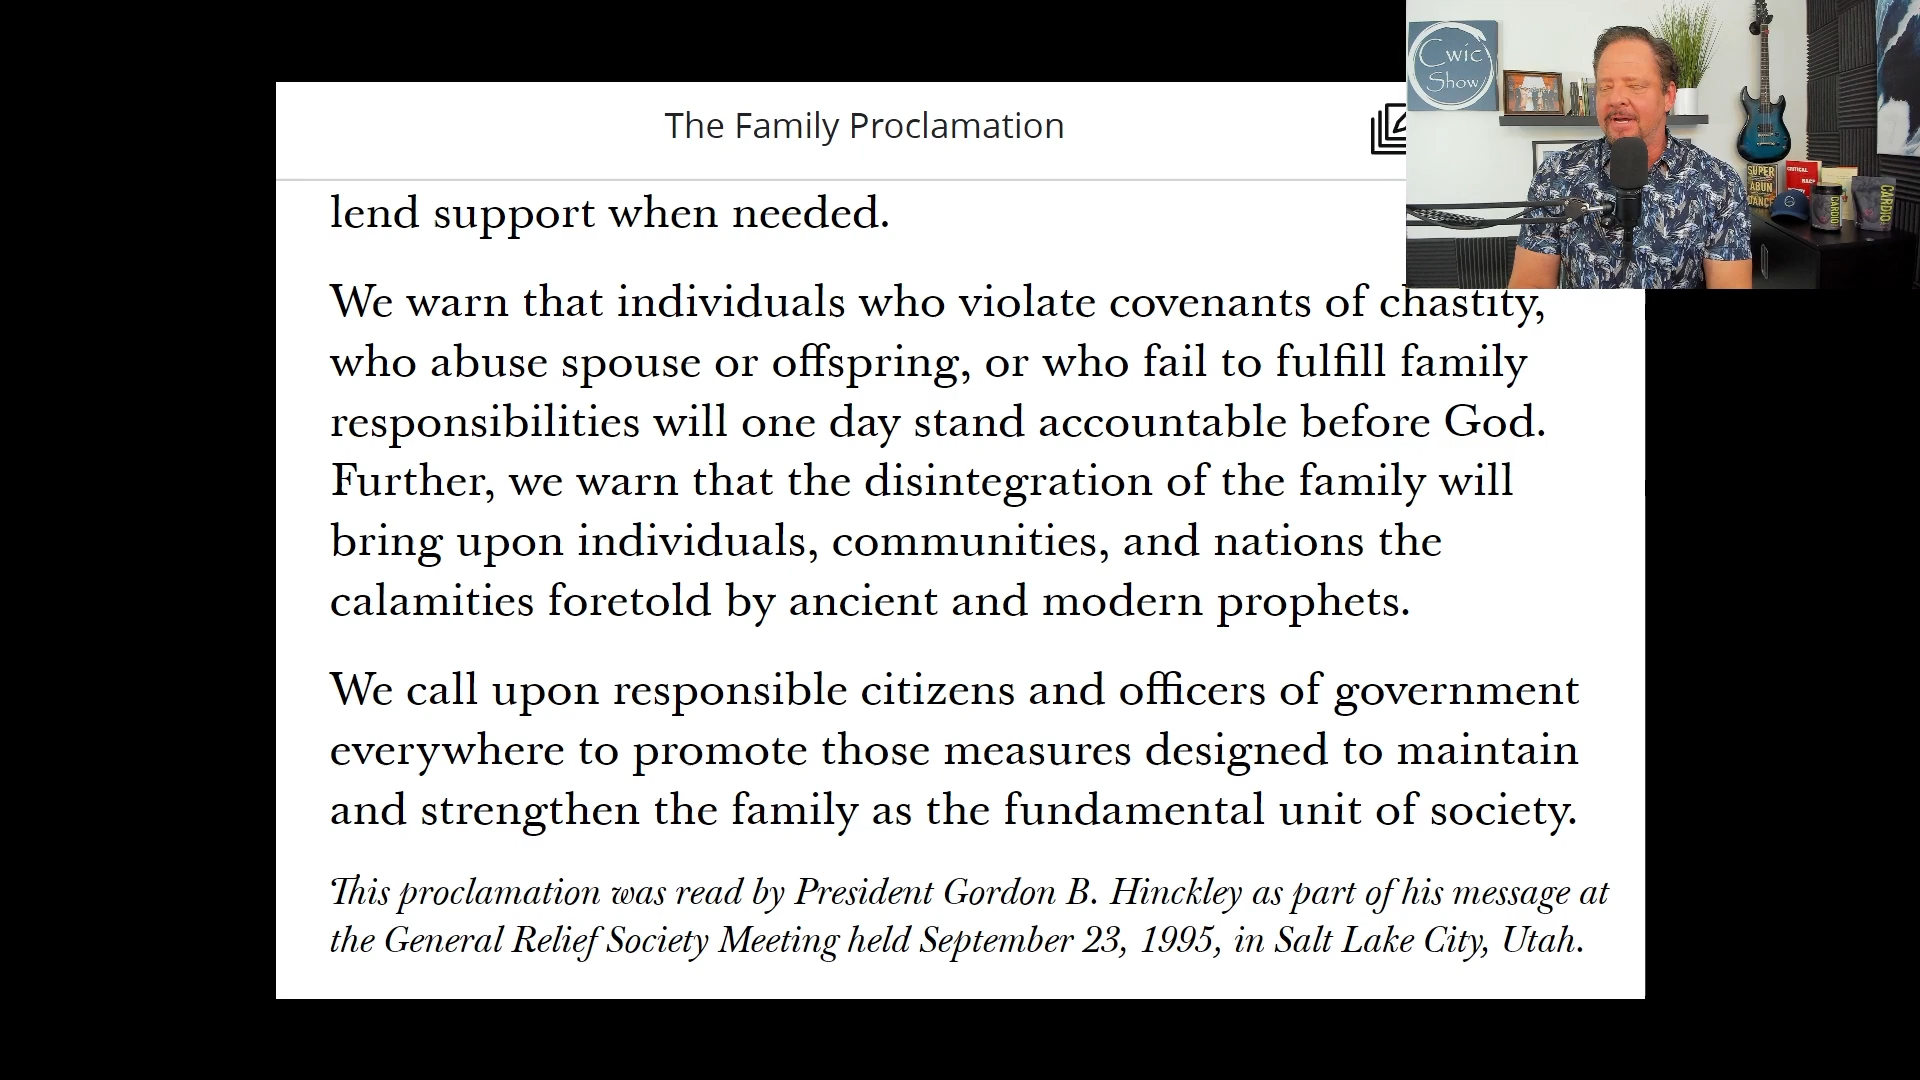 The Family Proclamation
Cwic
Show
lend support when needed.
We warn that individuals who violate covenants of chastity,
who abuse spouse or offspring, or who fail to fulfill family
responsibilities will one day stand accountable before God.
Further, we warn that the disintegration of the family will
bring upon individuals, communities, and nations the
calamities foretold by ancient and modern prophets.
We call upon responsible citizens and officers of government
everywhere to promote those measures designed to maintain
and strengthen the family as the fundamental unit of society.
This proclamation was read by President Gordon B. Hinckley as part of his message at
the General Relief Society Meeting held September 23, 1995, in Salt Lake City, Utah.
SUPER
ABUN
DANCE
CRITICAL
CARDIO
CARDIO